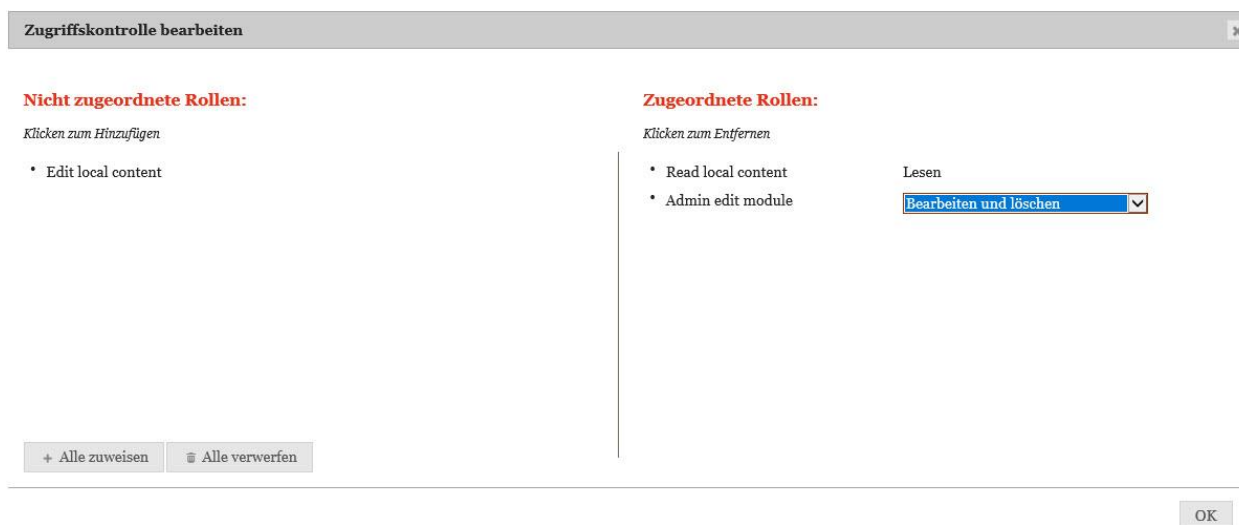 Zugriffskontrolle bearbeiten
Nicht zugeordnete Rollen:
Klicken zum Hinzufügen
• Edit local content
Zugeordnete Rollen:
Klicken zum Entfernen
• Read local content Lesen
• Admin edit module Bearbeiten und löschen
+ Alle zuweisen Alle verwerfen
OK